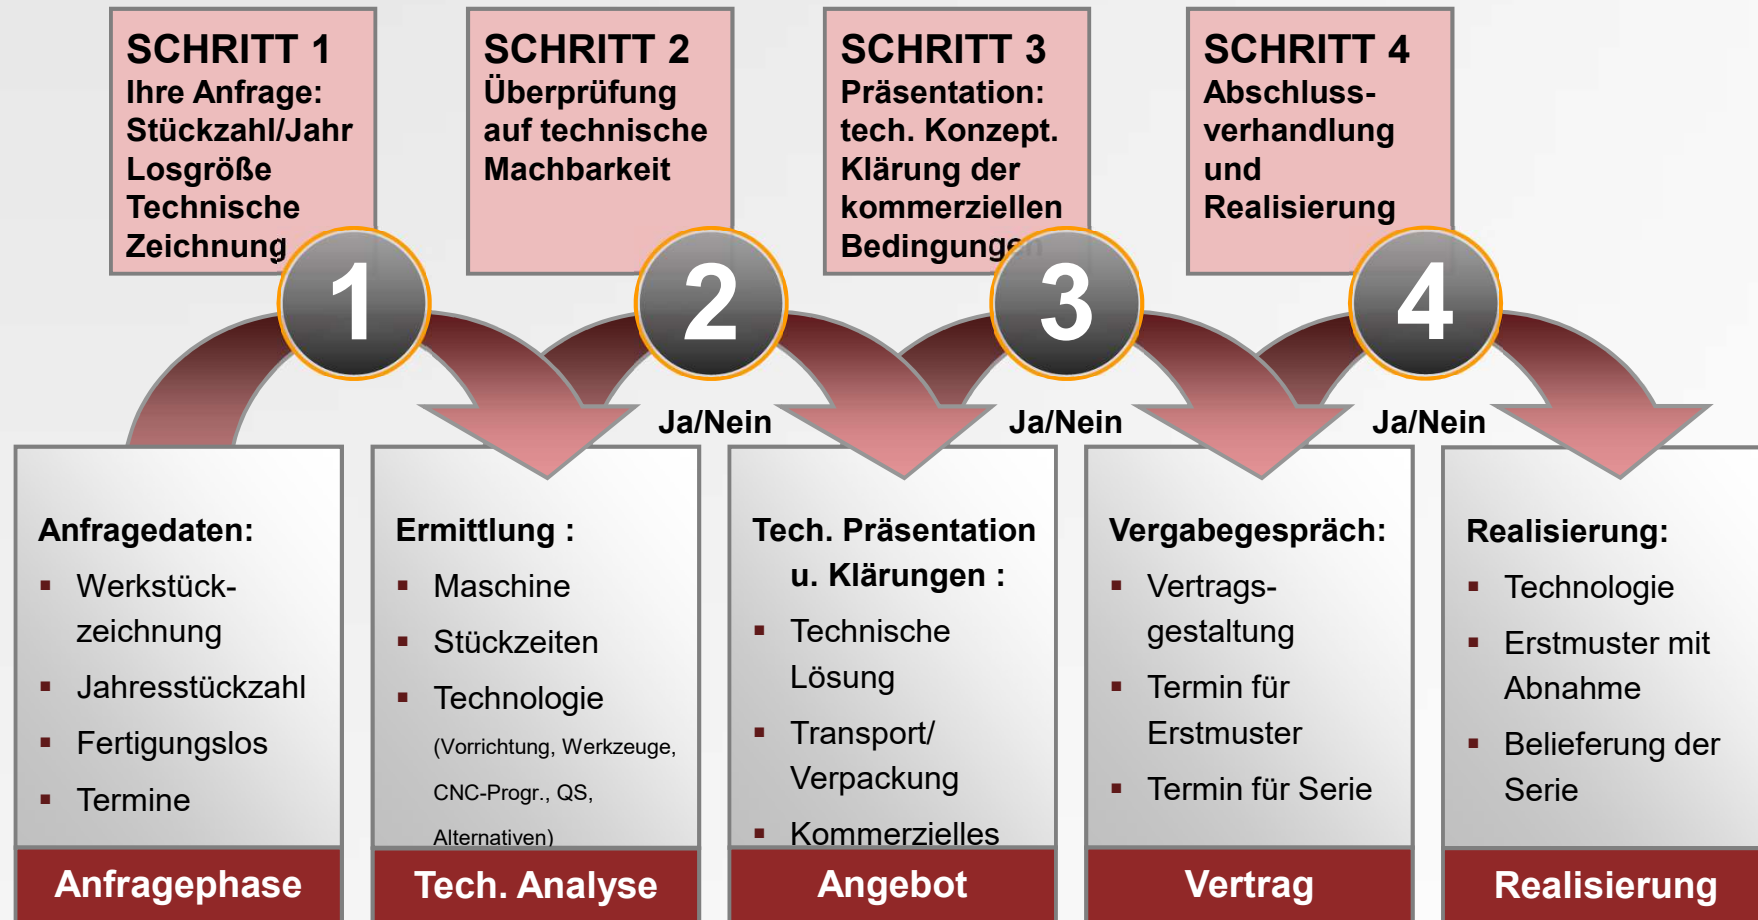 SCHRITT 1
Ihre Anfrage:
Stückzahl/Jahr
Losgröße
Technische
Zeichnung
SCHRITT 2
Überprüfung
auf technische
Machbarkeit
SCHRITT 3
Präsentation:
tech. Konzept.
Klärung der
kommerziellen
Bedingungen
SCHRITT 4
Abschluss-
verhandlung
und
Realisierung
1
2
3
4
Ja/Nein
Ja/Nein
Ja/Nein
Anfragedaten:
▪ Werkstück-
zeichnung
▪ Jahresstückzahl
▪ Fertigungslos
▪ Termine
Anfragephase
Ermittlung :
▪ Maschine
▪ Stückzeiten
▪ Technologie
(Vorrichtung, Werkzeuge,
CNC-Progr., QS,
Alternativen)
Tech. Analyse
Tech. Präsentation
u. Klärungen :
▪ Technische
Lösung
▪ Transport/
Verpackung
▪ Kommerzielles
Angebot
Vergabegespräch:
▪ Vertrags-
gestaltung
▪ Termin für
Erstmuster
▪ Termin für Serie
Vertrag
Realisierung:
▪ Technologie
▪ Erstmuster mit
Abnahme
▪ Belieferung der
Serie
Realisierung